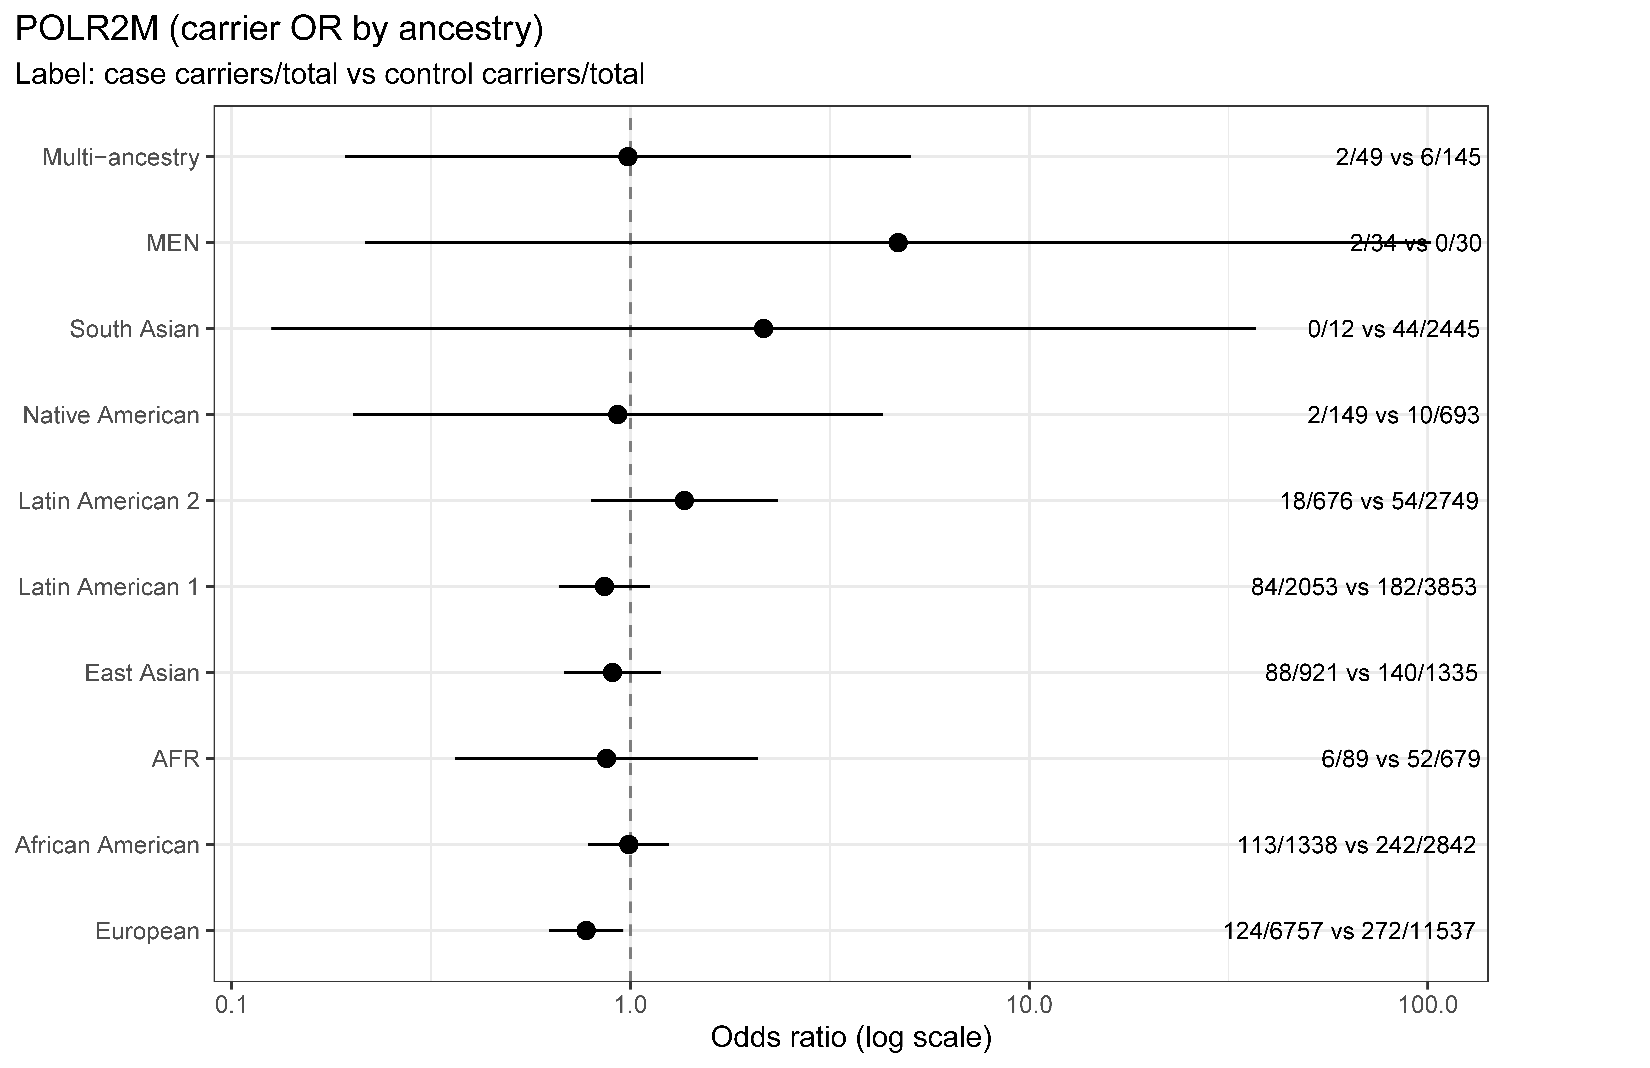 POLR2M (carrier OR by ancestry)
Label: case carriers/total vs control carriers/total
Multi−ancestry 2/49 vs 6/145
MEN 2/34 vs 0/30
South Asian 0/12 vs 44/2445
Native American 2/149 vs 10/693
Latin American 2 18/676 vs 54/2749
Latin American 1 84/2053 vs 182/3853
East Asian 88/921 vs 140/1335
AFR 6/89 vs 52/679
African American 113/1338 vs 242/2842
European 124/6757 vs 272/11537
0.1 1.0 10.0 100.0
Odds ratio (log scale)